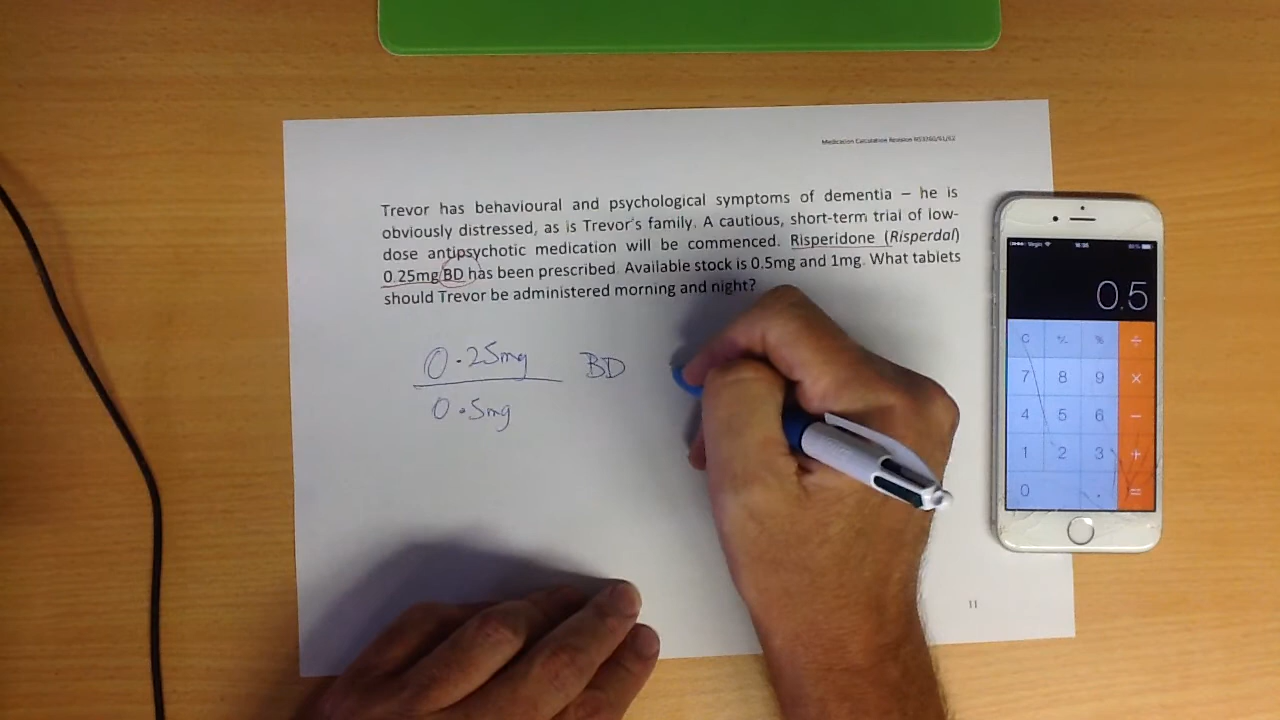 Medication Calculation Revision
Trevor has behavioural and psychological symptoms of dementia – he is
obviously distressed, as is Trevor's family. A cautious, short-term trial of low-
dose antipsychotic medication will be commenced. Risperidone (Risperdal)
0.25mg BD has been prescribed. Available stock is 0.5mg and 1mg. What tablets
should Trevor be administered morning and night?
0.25mg BD
0.5mg
11
Virgin
0.5
C +/- % ÷
7 8 9 ×
4 5 6 −
1 2 3 +
0 . =